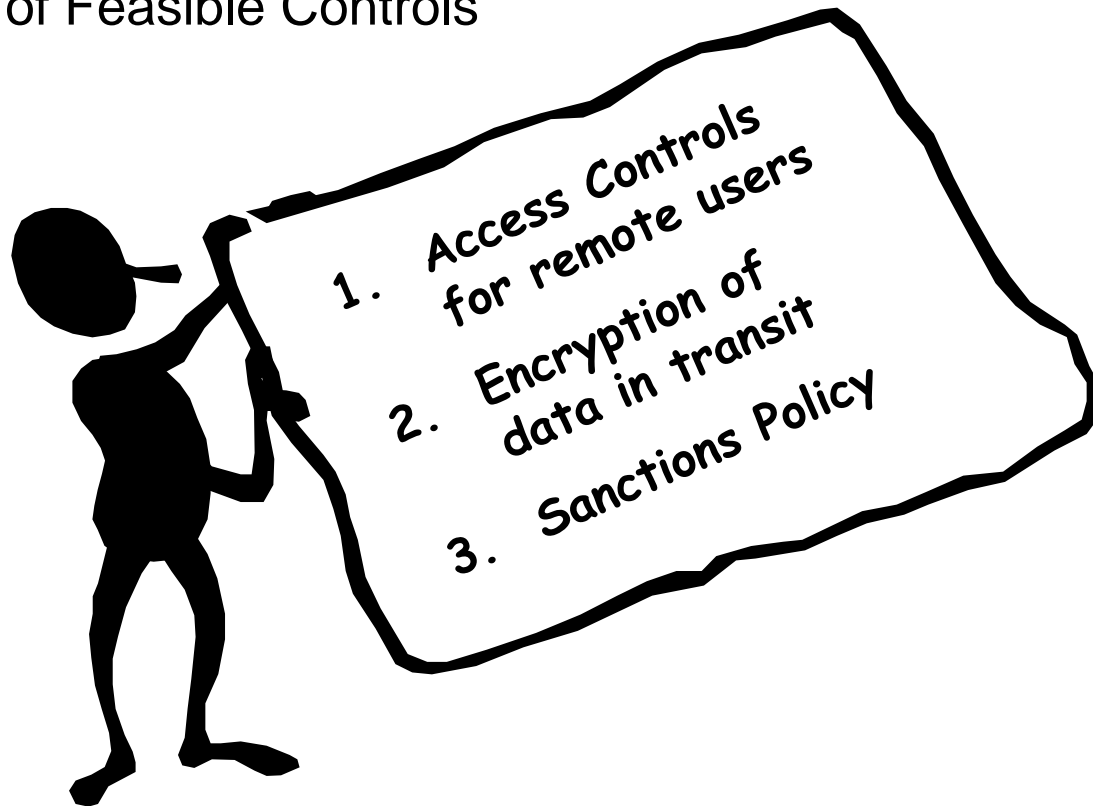 of Feasible Controls
1. Access Controls
for remote users
2. Encryption of
data in transit
3. Sanctions Policy